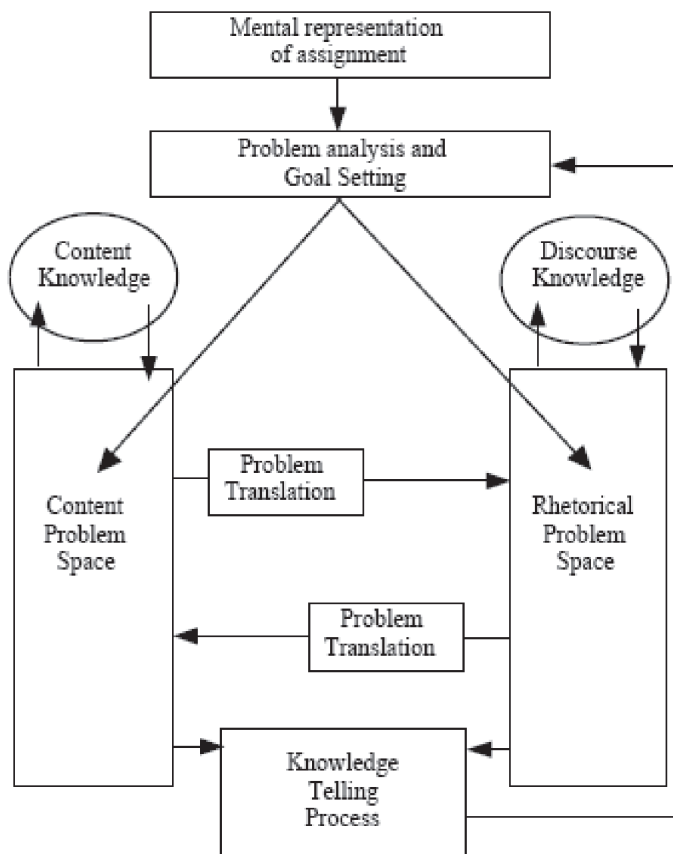 Mental representation
of assignment
Problem analysis and
Goal Setting
Content
Knowledge
Discourse
Knowledge
Problem
Translation
Content
Problem
Space
Rhetorical
Problem
Space
Problem
Translation
Knowledge
Telling
Process